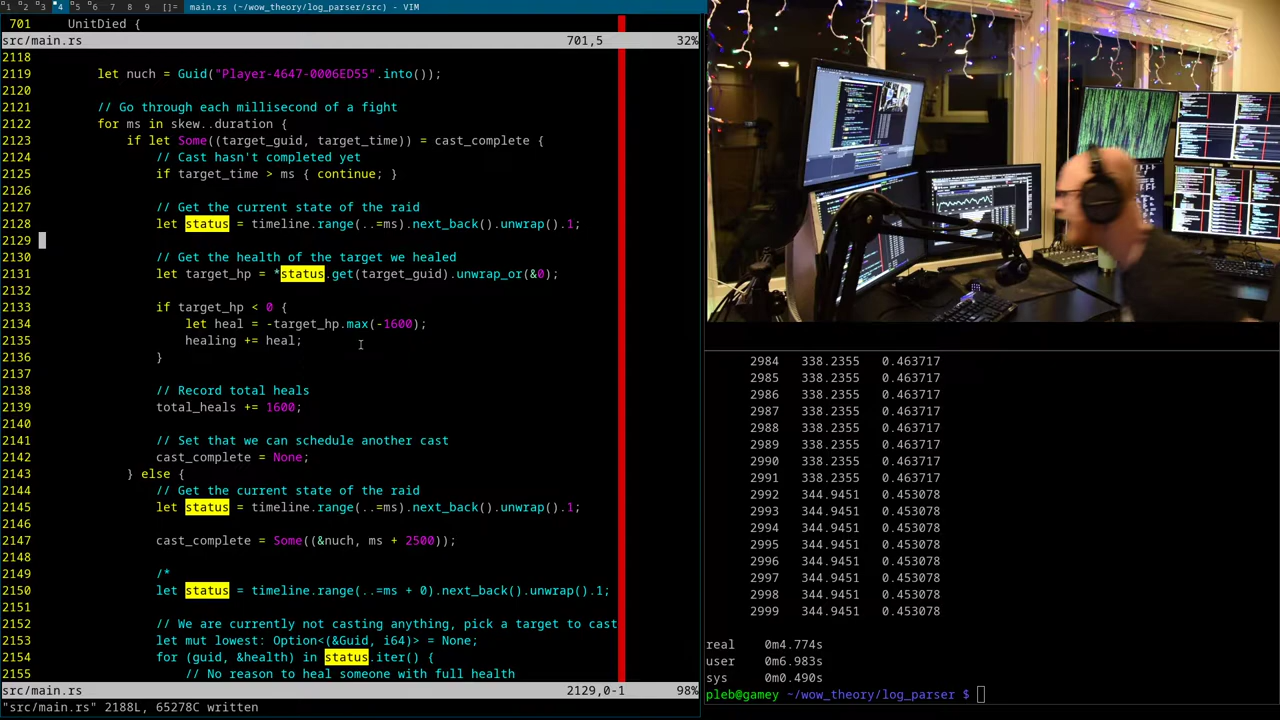 1 2 3 4 5 6 7 8 9 []= main.rs (~/wow_theory/log_parser/src) - VIM
701 UnitDied {
src/main.rs 701,5 32%
2118
2119 let nuch = Guid("Player-4647-0006ED55".into());
2120
2121 // Go through each millisecond of a fight
2122 for ms in skew..duration {
2123 if let Some((target_guid, target_time)) = cast_complete {
2124 // Cast hasn't completed yet
2125 if target_time > ms { continue; }
2126
2127 // Get the current state of the raid
2128 let status = timeline.range(..=ms).next_back().unwrap().1;
2129
2130 // Get the health of the target we healed
2131 let target_hp = *status.get(target_guid).unwrap_or(&0);
2132
2133 if target_hp < 0 {
2134 let heal = -target_hp.max(-1600);
2135 healing += heal;
2136 }
2137
2138 // Record total heals
2139 total_heals += 1600;
2140
2141 // Set that we can schedule another cast
2142 cast_complete = None;
2143 } else {
2144 // Get the current state of the raid
2145 let status = timeline.range(..=ms).next_back().unwrap().1;
2146
2147 cast_complete = Some((&nuch, ms + 2500));
2148
2149 /*
2150 let status = timeline.range(..=ms + 0).next_back().unwrap().1;
2151
2152 // We are currently not casting anything, pick a target to cast
2153 let mut lowest: Option<(&Guid, i64)> = None;
2154 for (guid, &health) in status.iter() {
2155 // No reason to heal someone with full health
src/main.rs 2129,0-1 98%
"src/main.rs" 2188L, 65278C written
2984 338.2355 0.463717
2985 338.2355 0.463717
2986 338.2355 0.463717
2987 338.2355 0.463717
2988 338.2355 0.463717
2989 338.2355 0.463717
2990 338.2355 0.463717
2991 338.2355 0.463717
2992 344.9451 0.453078
2993 344.9451 0.453078
2994 344.9451 0.453078
2995 344.9451 0.453078
2996 344.9451 0.453078
2997 344.9451 0.453078
2998 344.9451 0.453078
2999 344.9451 0.453078
real 0m4.774s
user 0m6.983s
sys 0m0.490s
pleb@gamey ~/wow_theory/log_parser $